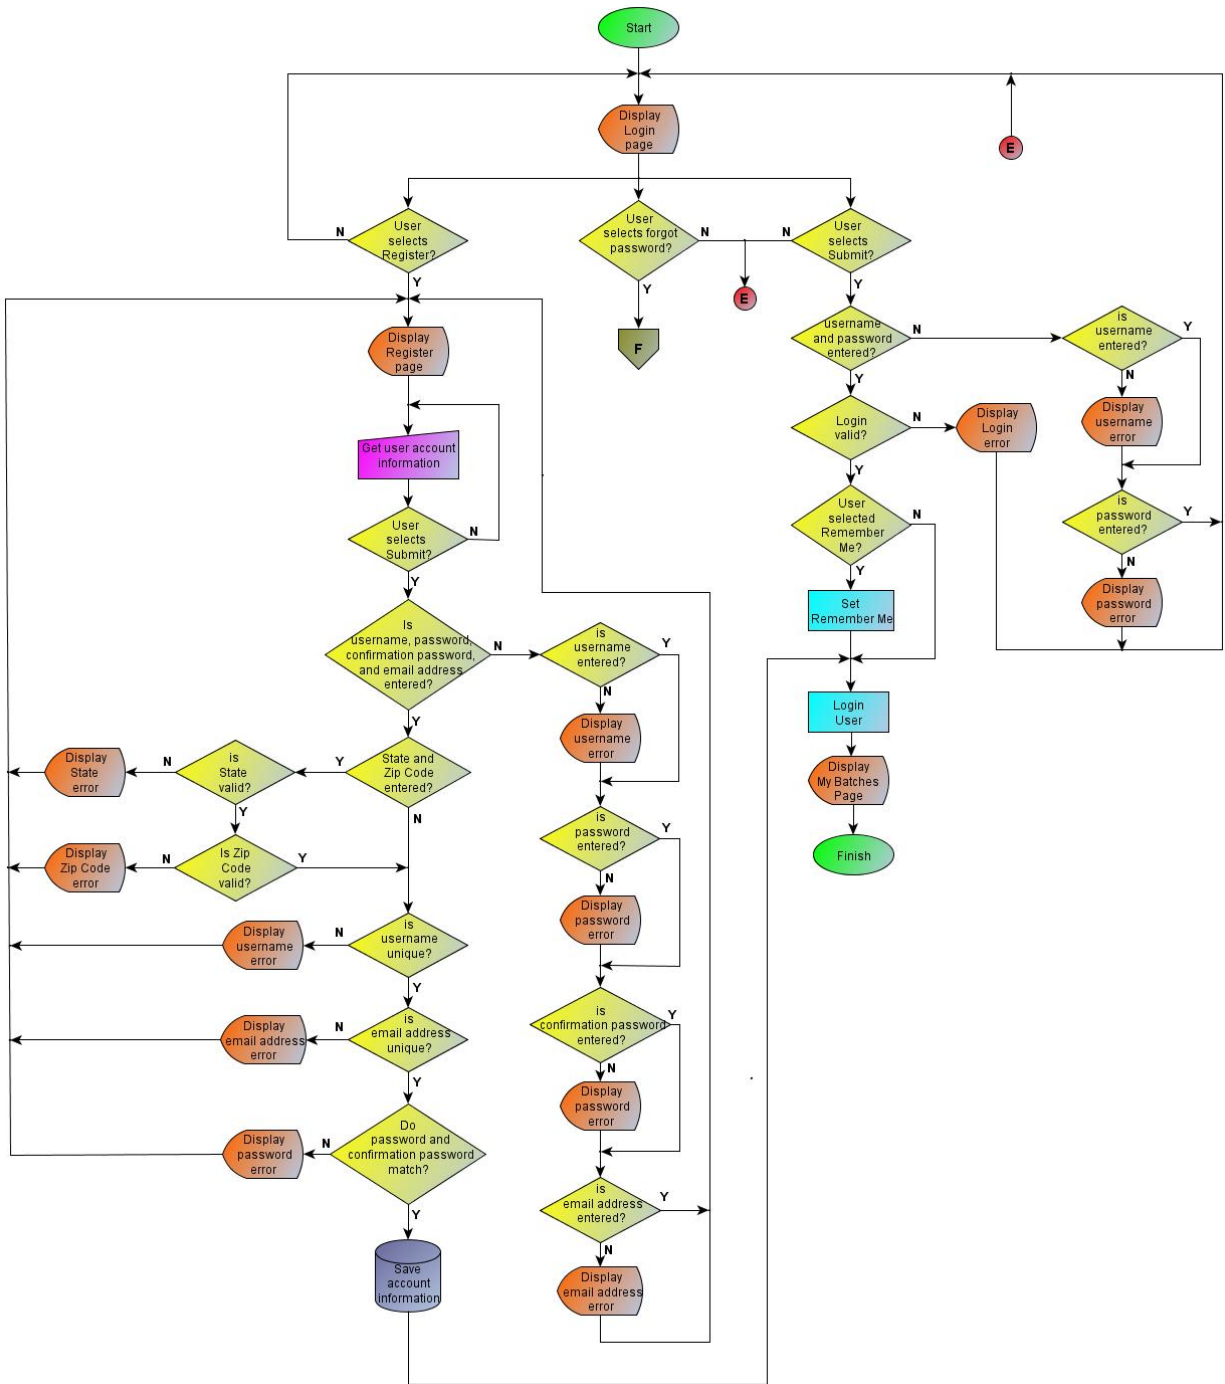 Start
Display
Login
page
E
User
selects
Register?
N
Y
User
selects forgot
password?
N
Y
User
selects
Submit?
N
Y
E
F
Display
Register
page
Get user account
information
User
selects
Submit?
N
Y
username
and password
entered?
N
Y
is
username
entered?
Y
N
Display
username
error
is
password
entered?
Y
N
Display
password
error
Login
valid?
N
Y
Display
Login
error
User
selected
Remember
Me?
N
Y
Set
Remember Me
Login
User
Display
My Batches
Page
Finish
Is
username, password,
confirmation password,
and email address
entered?
N
Y
is
username
entered?
Y
N
Display
username
error
is
password
entered?
Y
N
Display
password
error
is
confirmation password
entered?
Y
N
Display
password
error
is
email address
entered?
Y
N
Display
email address
error
State and
Zip Code
entered?
Y
N
is
State
valid?
N
Y
Display
State
error
Is Zip
Code
valid?
N
Y
Display
Zip Code
error
is
username
unique?
N
Y
Display
username
error
is
email address
unique?
N
Y
Display
email address
error
Do
password and
confirmation password
match?
N
Y
Display
password
error
Save
account
information